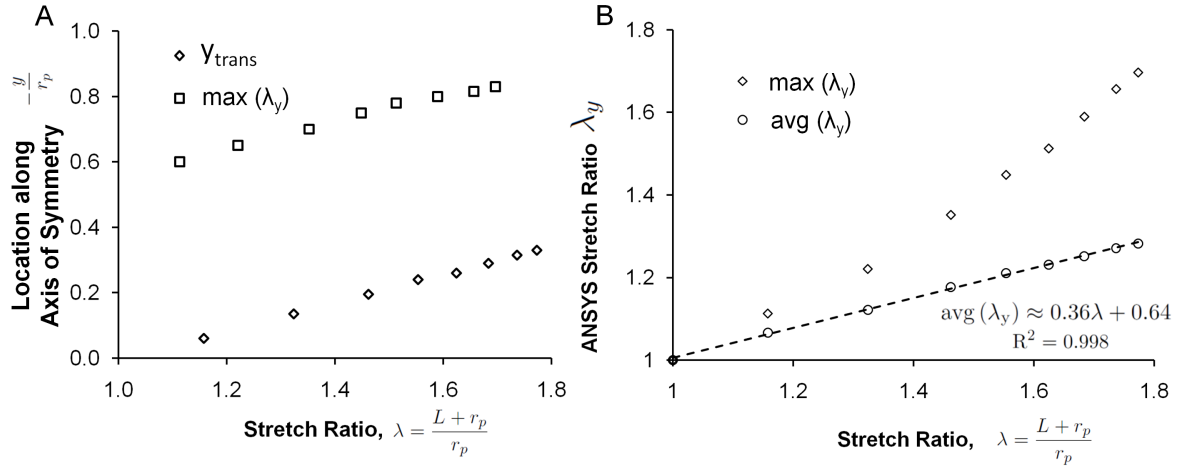 A
1.0
0.8
0.6
0.4
0.2
0.0
1.0 1.2 1.4 1.6 1.8
Location along
Axis of Symmetry
−y/r_p
y_trans
max (λ_y)
Stretch Ratio, λ = (L + r_p)/r_p
B
1.8
1.6
1.4
1.2
1
1 1.2 1.4 1.6 1.8
ANSYS Stretch Ratio λ_y
max (λ_y)
avg (λ_y)
avg (λ_y) ≈ 0.36λ + 0.64
R² = 0.998
Stretch Ratio, λ = (L + r_p)/r_p